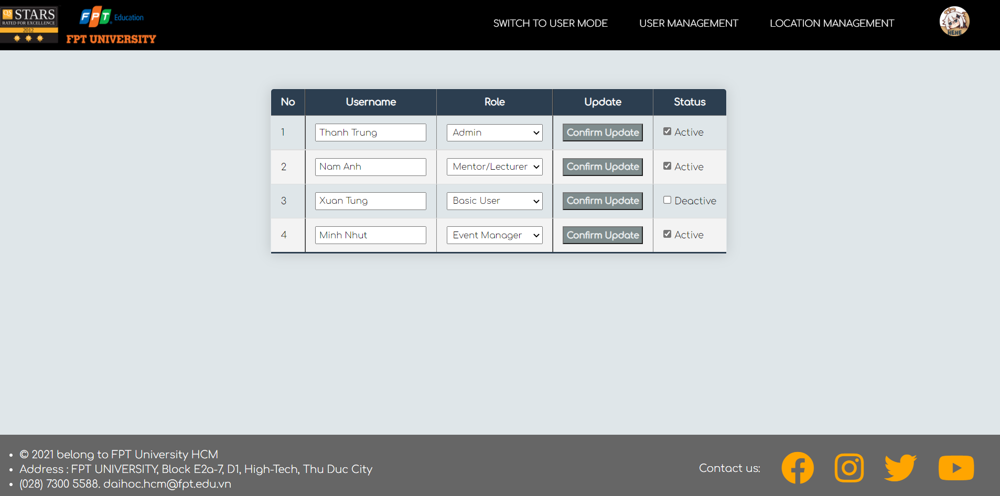 QS STARS
RATED FOR EXCELLENCE
2012
FPT Education
FPT UNIVERSITY
SWITCH TO USER MODE USER MANAGEMENT LOCATION MANAGEMENT
HEHE
No Username Role Update Status
1 Thanh Trung Admin Confirm Update Active
2 Nam Anh Mentor/Lecturer Confirm Update Active
3 Xuan Tung Basic User Confirm Update Deactive
4 Minh Nhut Event Manager Confirm Update Active
• © 2021 belong to FPT University HCM
• Address : FPT UNIVERSITY, Block E2a-7, D1, High-Tech, Thu Duc City
• (028) 7300 5588. daihoc.hcm@fpt.edu.vn
Contact us: